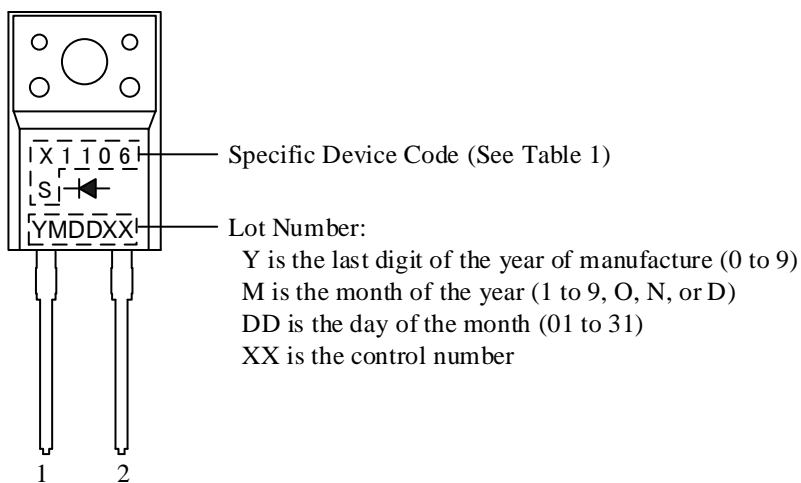 X1106
S
YMDDXX
Specific Device Code (See Table 1)
Lot Number:
Y is the last digit of the year of manufacture (0 to 9)
M is the month of the year (1 to 9, O, N, or D)
DD is the day of the month (01 to 31)
XX is the control number
1 2